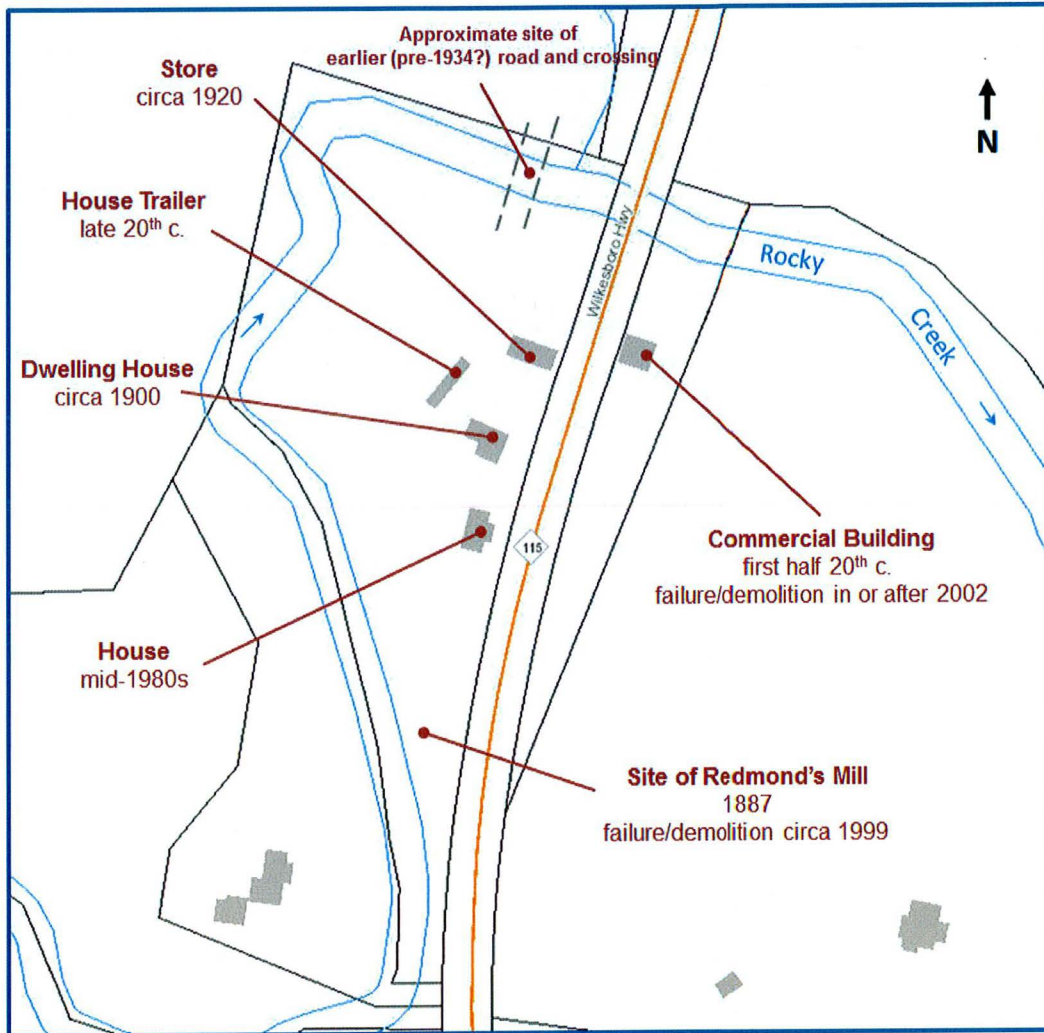 Approximate site of
earlier (pre-1934?) road and crossing
Store
circa 1920
N
House Trailer
late 20th c.
Wilkesboro Hwy
Rocky
Creek
Dwelling House
circa 1900
115
Commercial Building
first half 20th c.
failure/demolition in or after 2002
House
mid-1980s
Site of Redmond's Mill
1887
failure/demolition circa 1999